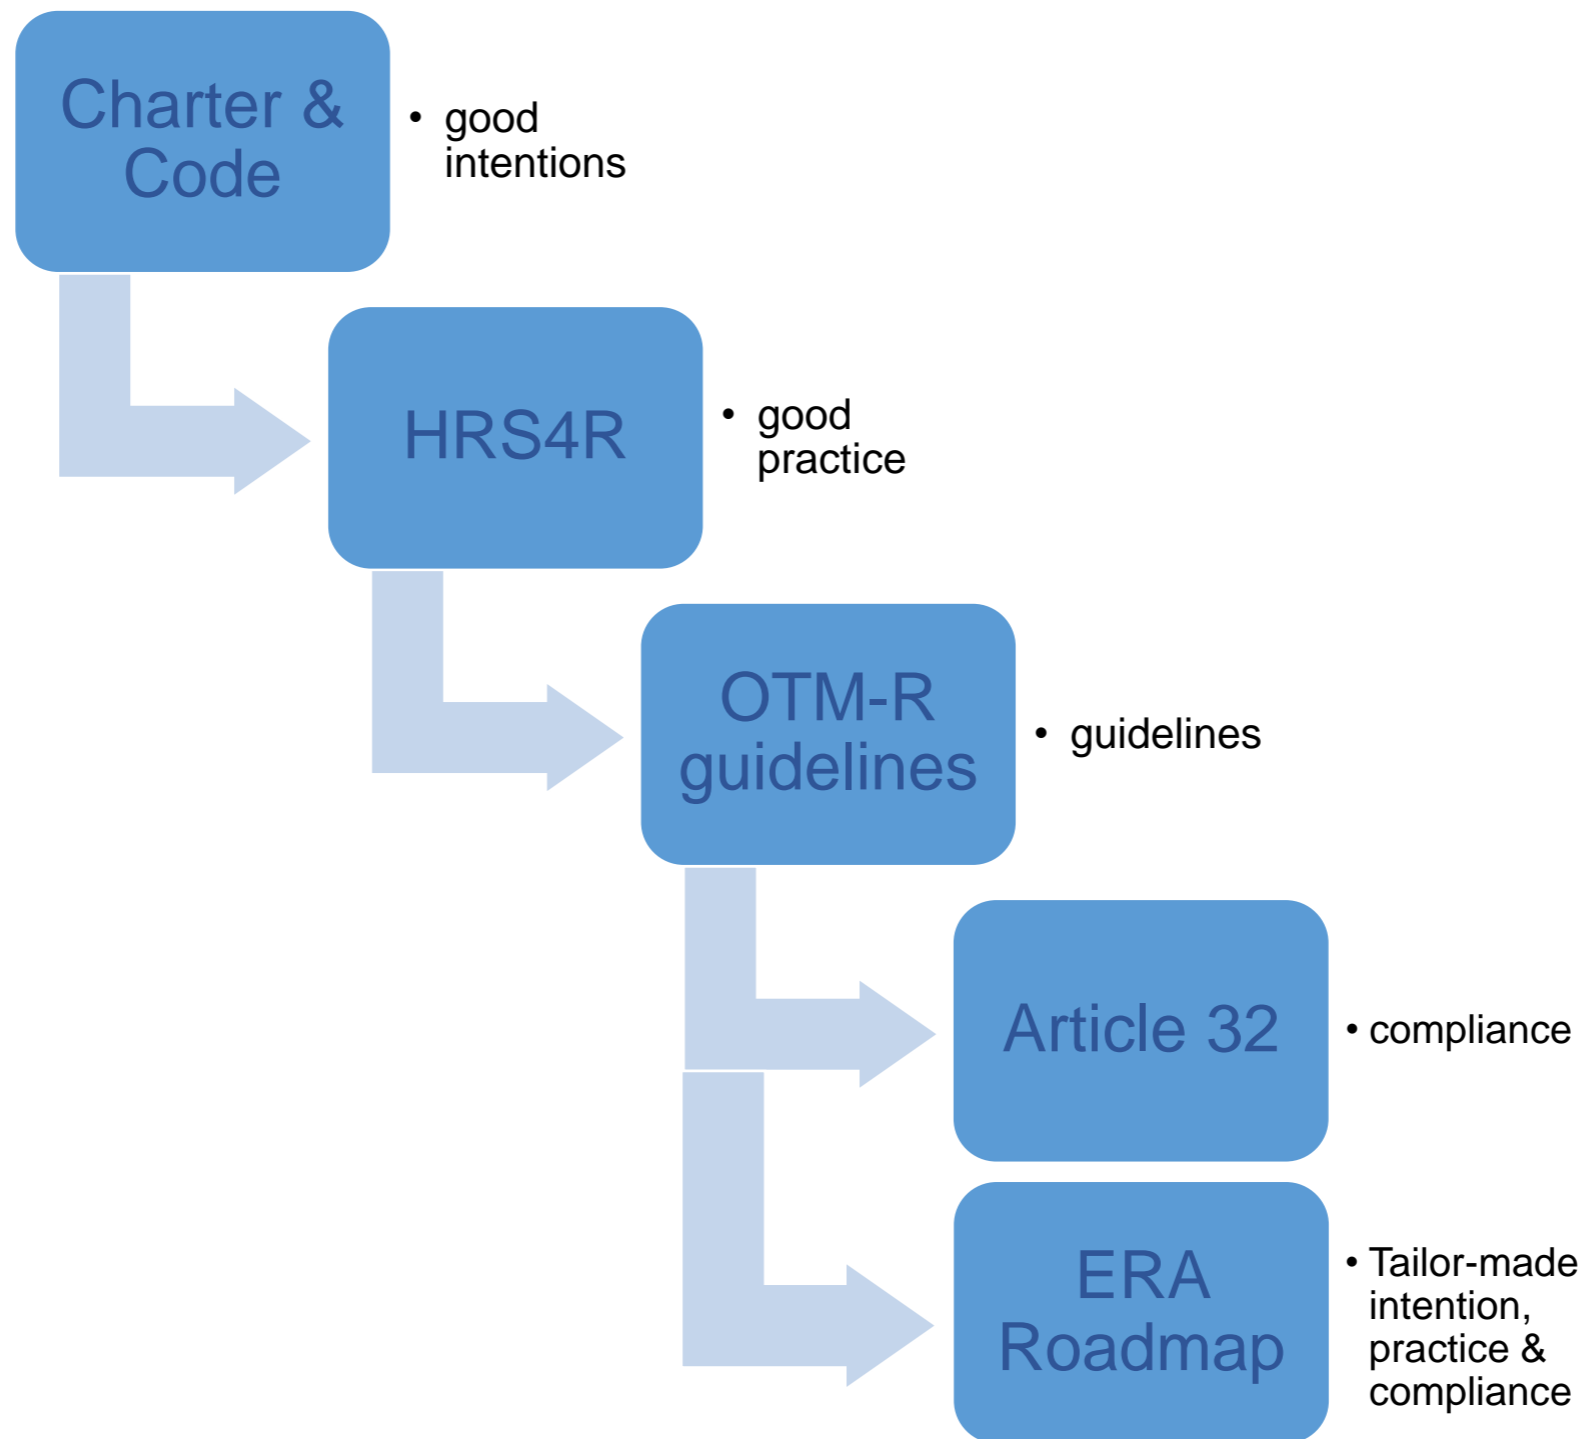 Charter &
Code
• good
intentions
HRS4R
• good
practice
OTM-R
guidelines
• guidelines
Article 32
• compliance
ERA
Roadmap
• Tailor-made
intention,
practice &
compliance